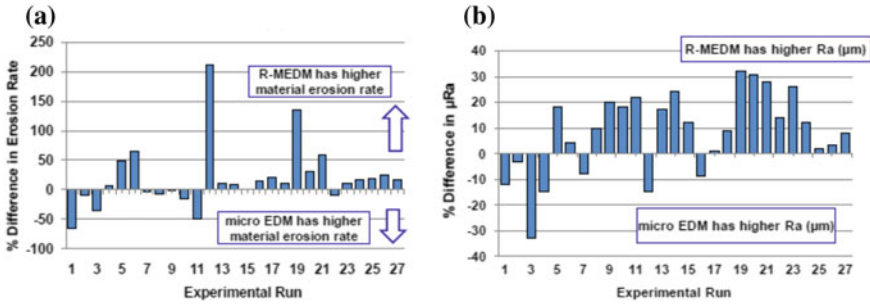 (a)
% Difference in Erosion Rate
250
200
150
100
50
0
-50
-100
R-MEDM has higher
material erosion rate
micro EDM has higher
material erosion rate
1 3 5 7 9 11 13 15 17 19 21 23 25 27
Experimental Run
(b)
% Difference in µRa
40
30
20
10
0
-10
-20
-30
-40
R-MEDM has higher Ra (µm)
micro EDM has higher Ra (µm)
1 3 5 7 9 11 13 15 17 19 21 23 25 27
Experimental Run